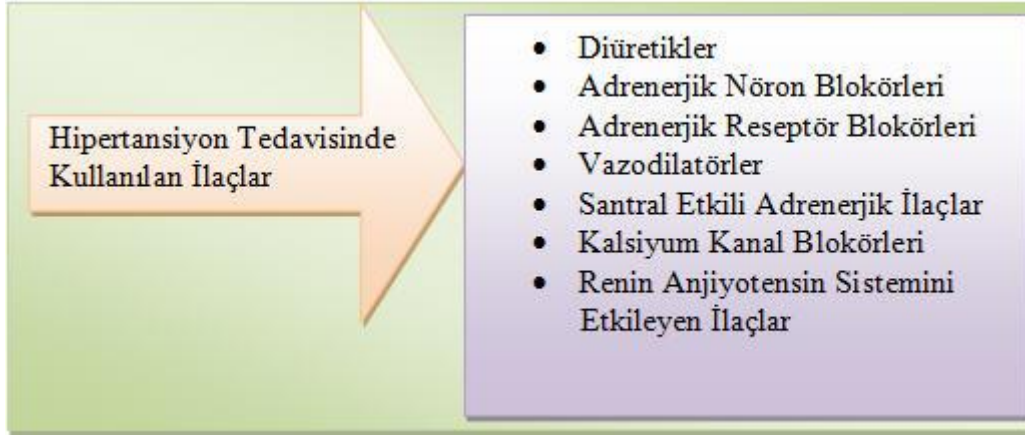 Hipertansiyon Tedavisinde
Kullanılan İlaçlar
• Diüretikler
• Adrenerjik Nöron Blokörleri
• Adrenerjik Reseptör Blokörleri
• Vazodilatörler
• Santral Etkili Adrenerjik İlaçlar
• Kalsiyum Kanal Blokörleri
• Renin Anjiyotensin Sistemini
Etkileyen İlaçlar